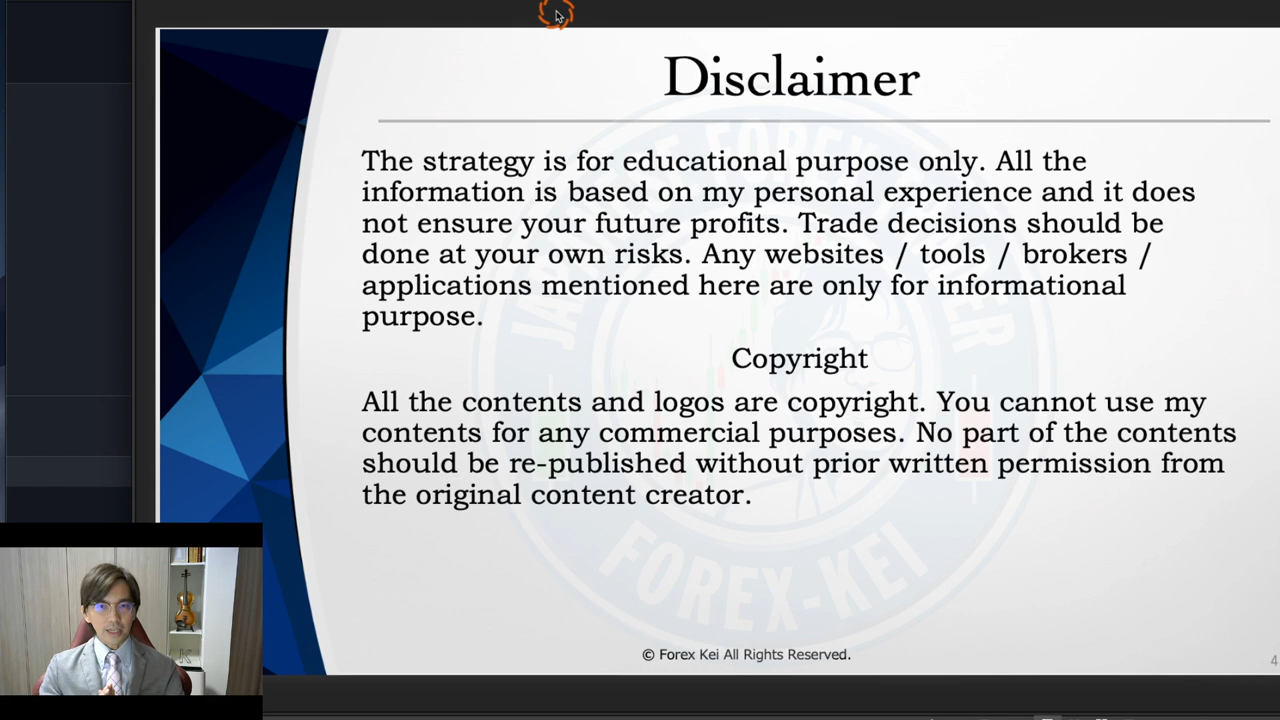 Disclaimer
The strategy is for educational purpose only. All the
information is based on my personal experience and it does
not ensure your future profits. Trade decisions should be
done at your own risks. Any websites / tools / brokers /
applications mentioned here are only for informational
purpose.
Copyright
All the contents and logos are copyright. You cannot use my
contents for any commercial purposes. No part of the contents
should be re-published without prior written permission from
the original content creator.
FOREX-KEI
© Forex Kei All Rights Reserved.
4